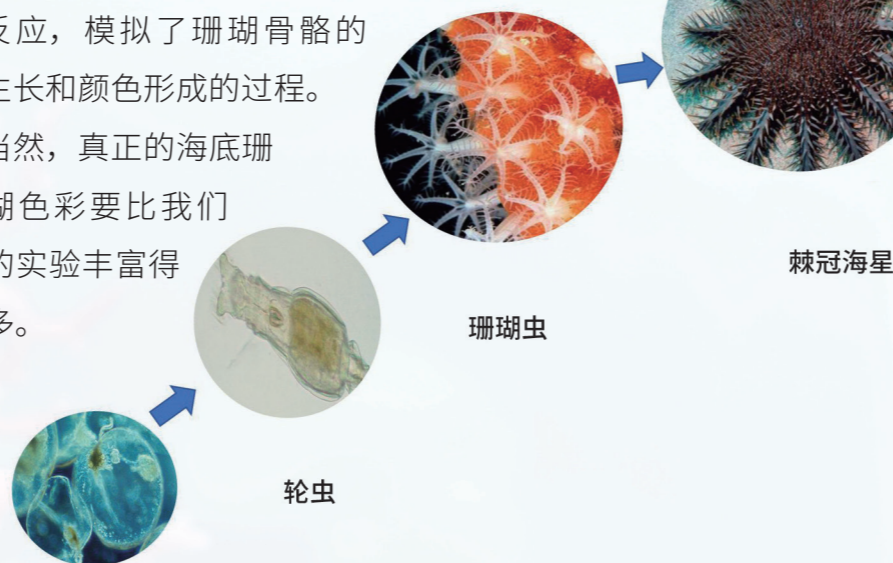 反应，模拟了珊瑚骨骼的
生长和颜色形成的过程。
当然，真正的海底珊
瑚色彩要比我们
的实验丰富得
多。
棘冠海星
珊瑚虫
轮虫